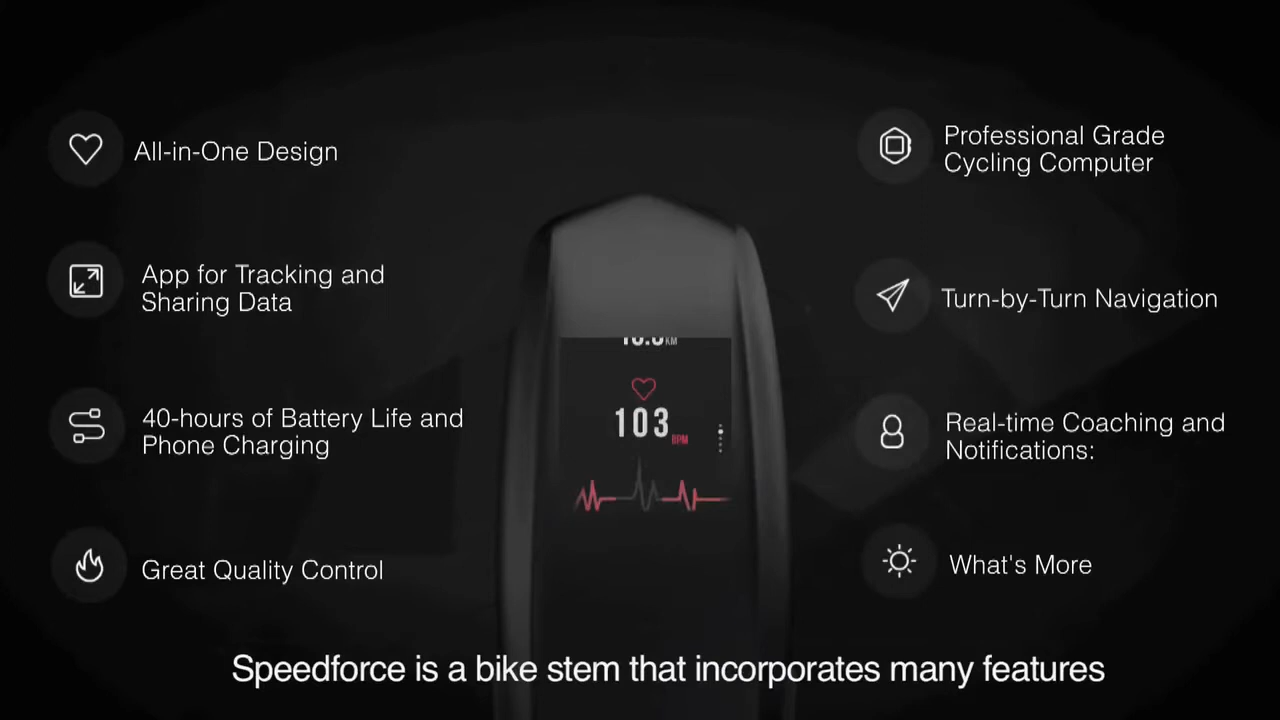 All-in-One Design
App for Tracking and
Sharing Data
40-hours of Battery Life and
Phone Charging
Great Quality Control
KM
103
BPM
Professional Grade
Cycling Computer
Turn-by-Turn Navigation
Real-time Coaching and
Notifications:
What's More
Speedforce is a bike stem that incorporates many features